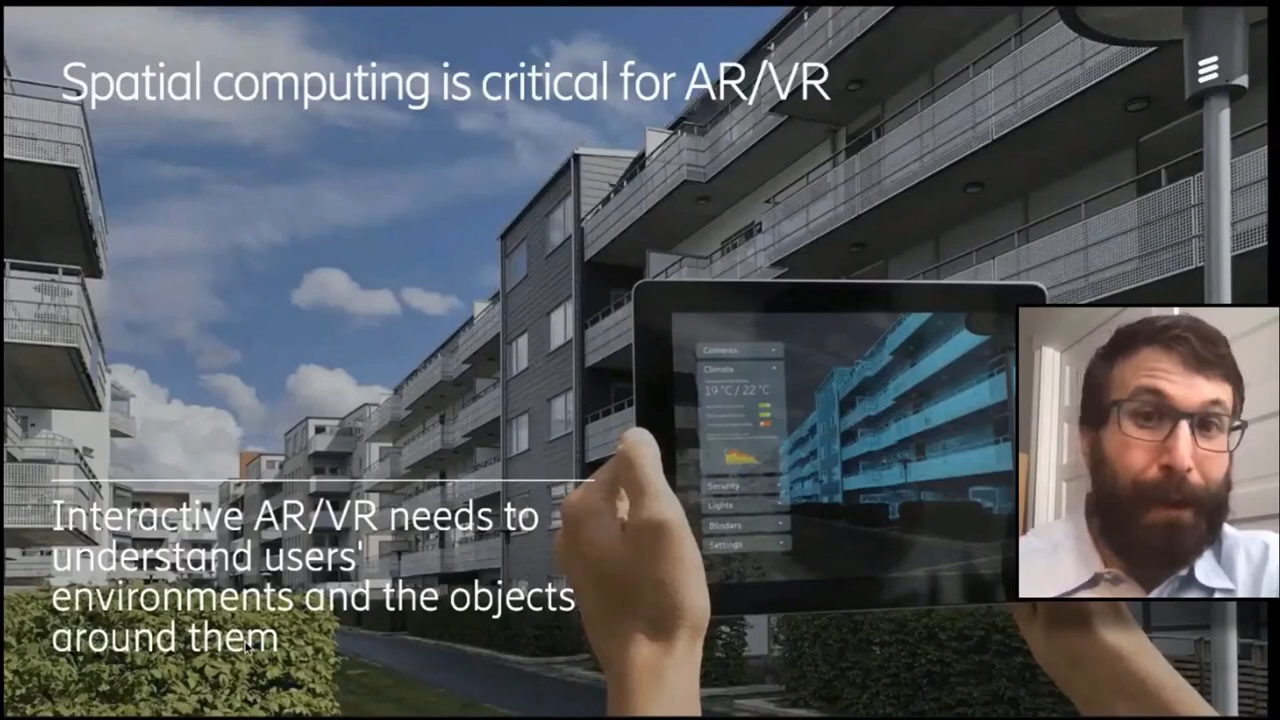 Spatial computing is critical for AR/VR
Cameras
Climate
19 °C / 22 °C
Security
Lights
Blinders
Settings
Interactive AR/VR needs to
understand users'
environments and the objects
around them